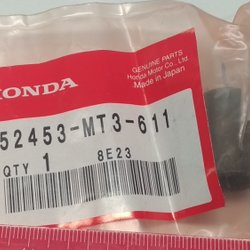 GENUINE PARTS
Honda Motor Co., Ltd.
Made in Japan
HONDA
52453-MT3-611
QTY 1 8E23